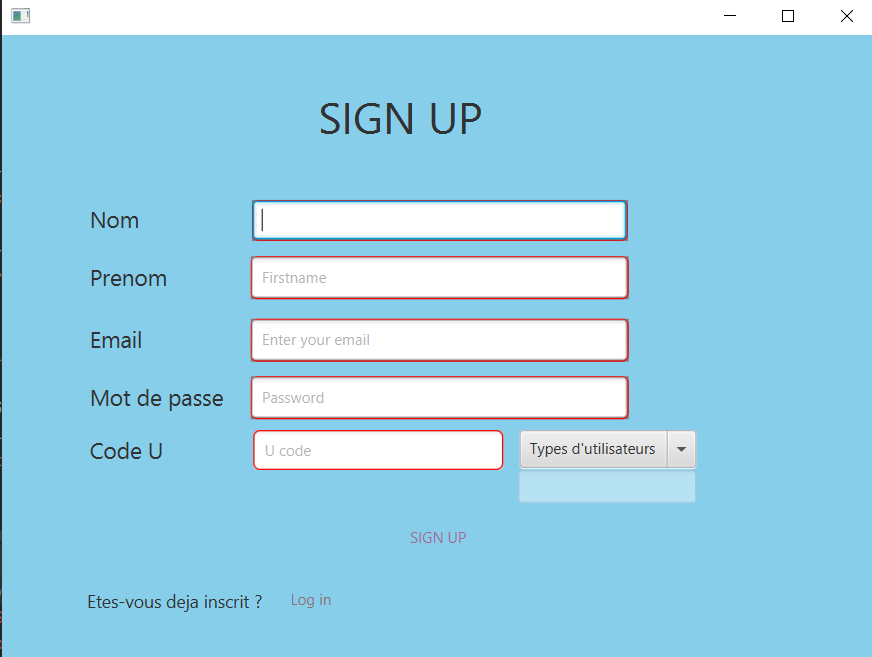 SIGN UP
Nom
Prenom Firstname
Email Enter your email
Mot de passe Password
Code U U code Types d'utilisateurs
SIGN UP
Etes-vous deja inscrit ? Log in